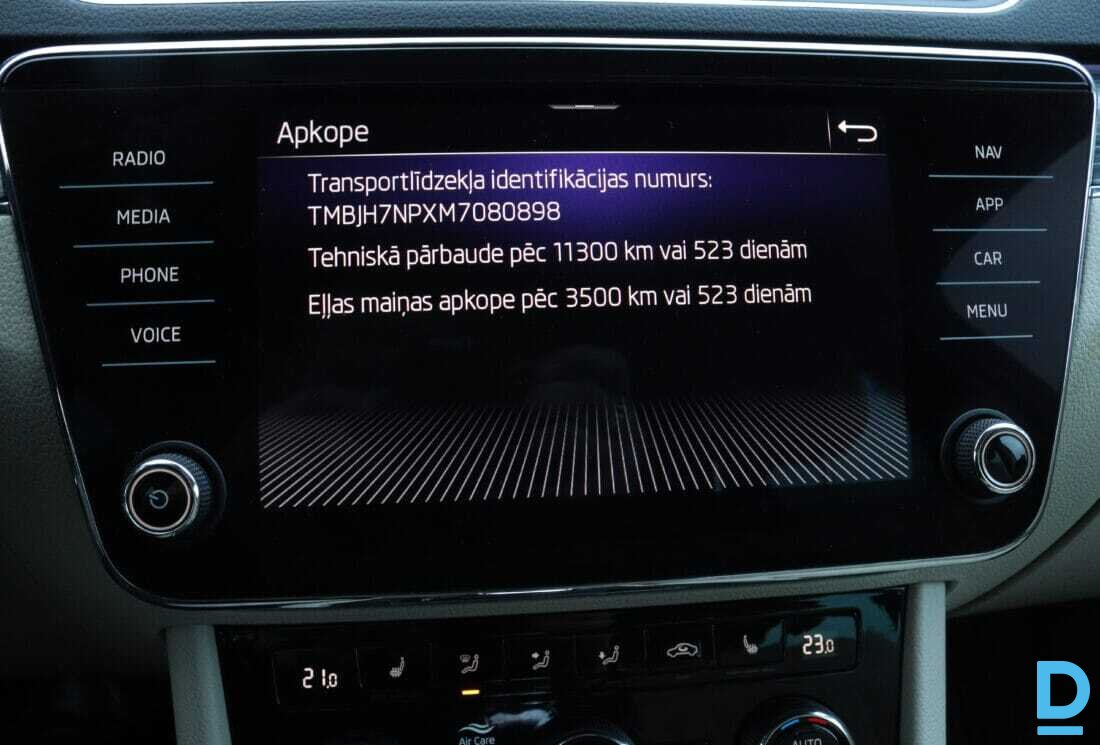 Apkope
RADIO
MEDIA
PHONE
VOICE
Transportlīdzekļa identifikācijas numurs:
TMBJH7NPXM7080898
Tehniskā pārbaude pēc 11300 km vai 523 dienām
Eļļas maiņas apkope pēc 3500 km vai 523 dienām
NAV
APP
CAR
MENU
21,0
23,0
Air Care
AUTO
D